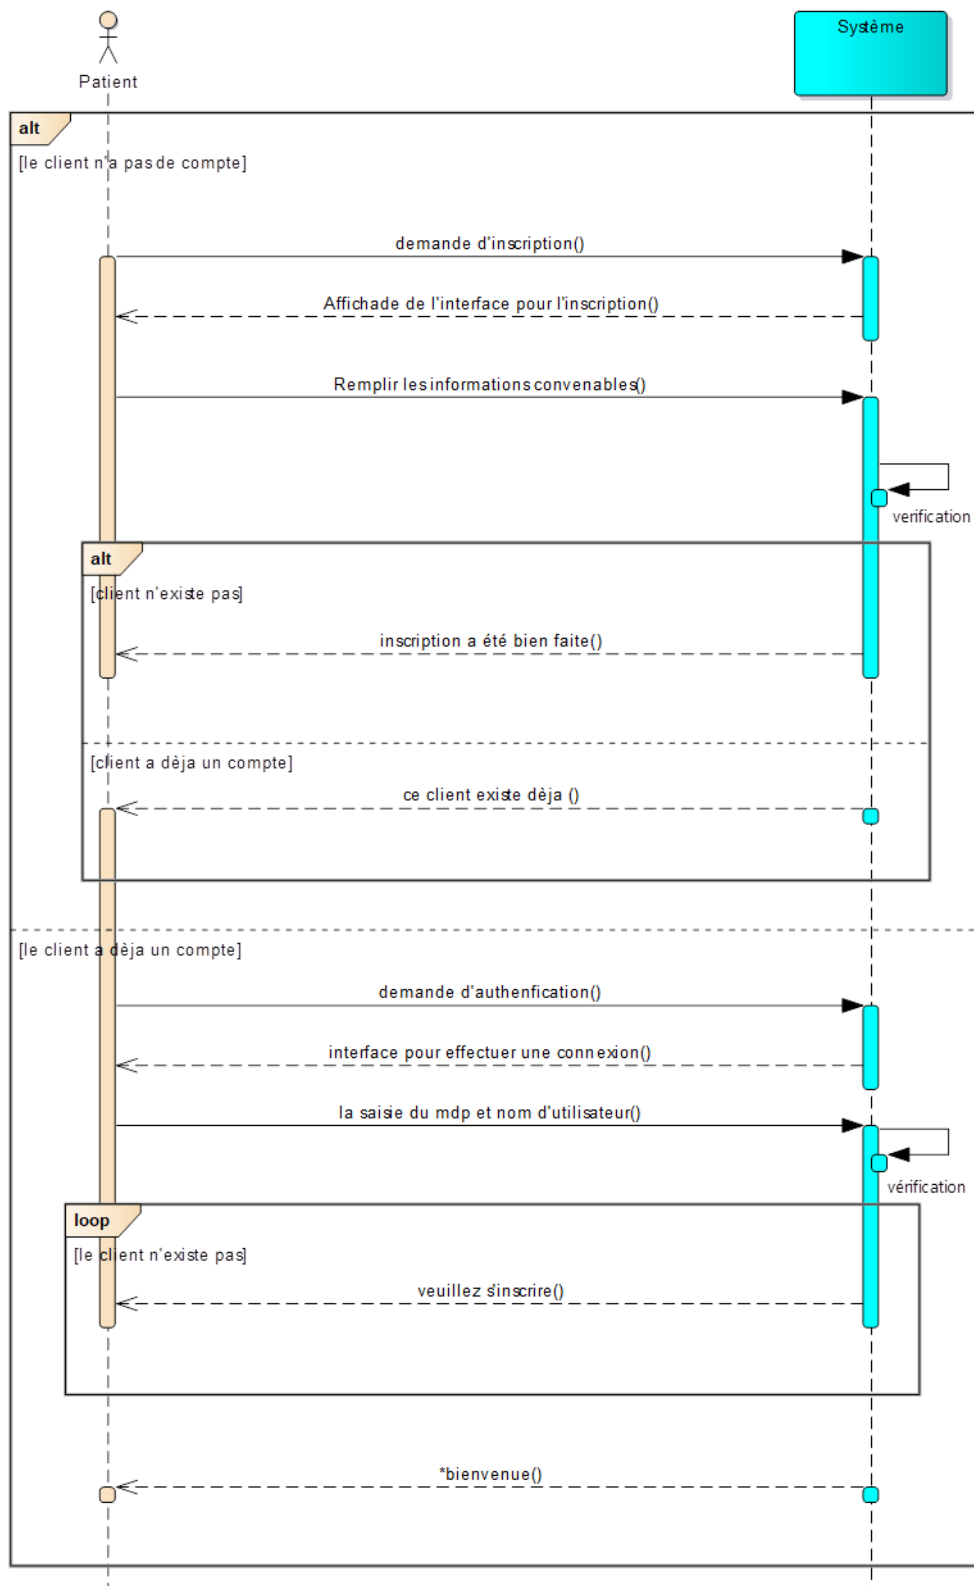 Système
Patient
alt
[le client n'a pas de compte]
demande d'inscription()
Affichade de l'interface pour l'inscription()
Remplir les informations convenables()
verification
alt
[client n'existe pas]
inscription a été bien faite()
[client a dèja un compte]
ce client existe dèja ()
[le client a dèja un compte]
demande d'authenfication()
interface pour effectuer une connexion()
la saisie du mdp et nom d'utilisateur()
vérification
loop
[le client n'existe pas]
veuillez s'inscrire()
*bienvenue()